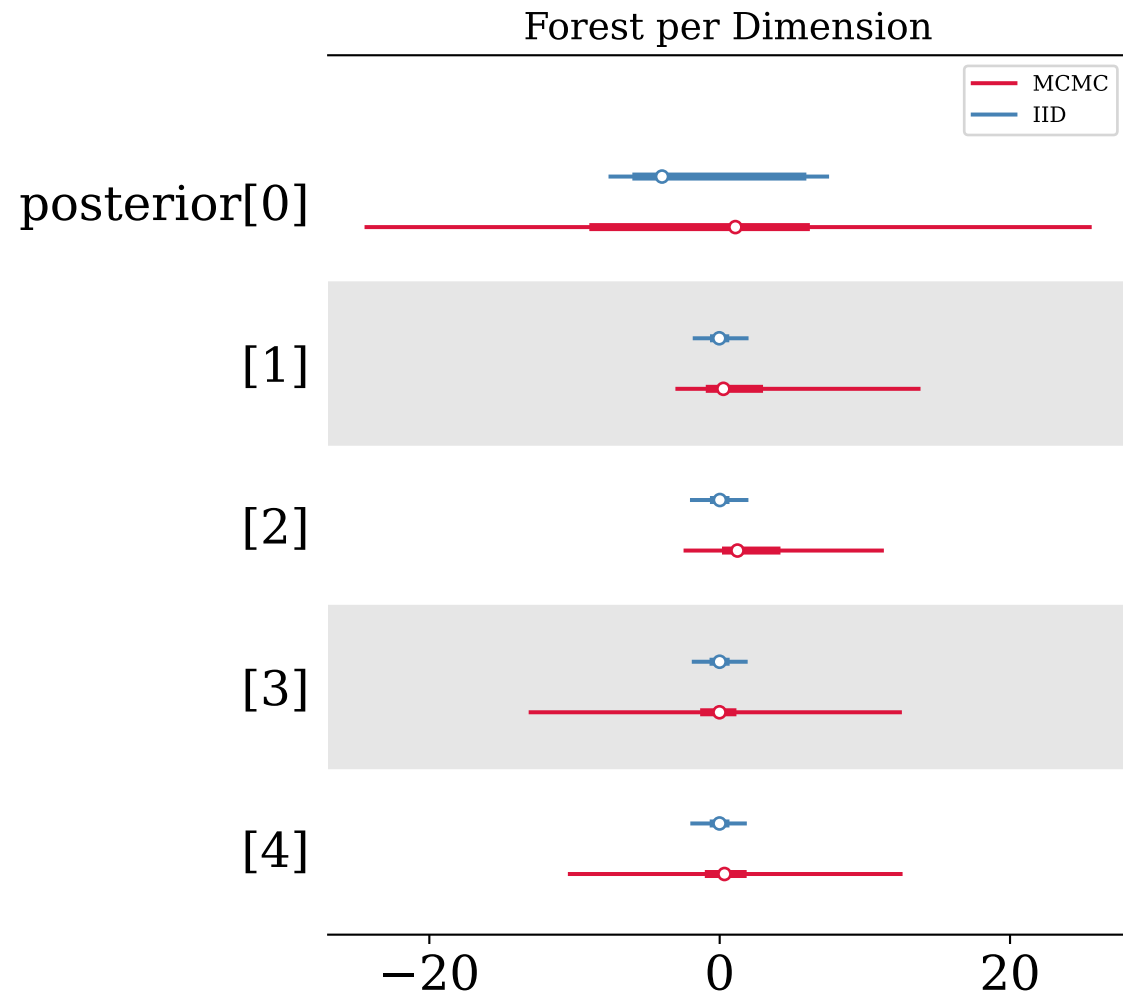 Forest per Dimension
MCMC
IID
posterior[0]
[1]
[2]
[3]
[4]
−20 0 20